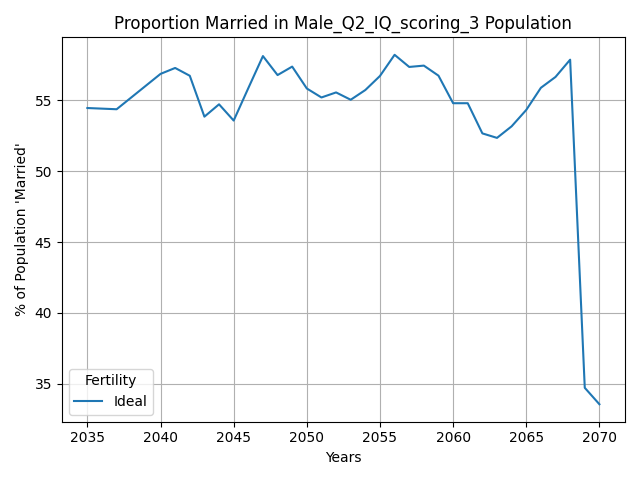 Proportion Married in Male_Q2_IQ_scoring_3 Population
% of Population 'Married'
55
50
45
40
35
Fertility
Ideal
2035 2040 2045 2050 2055 2060 2065 2070
Years